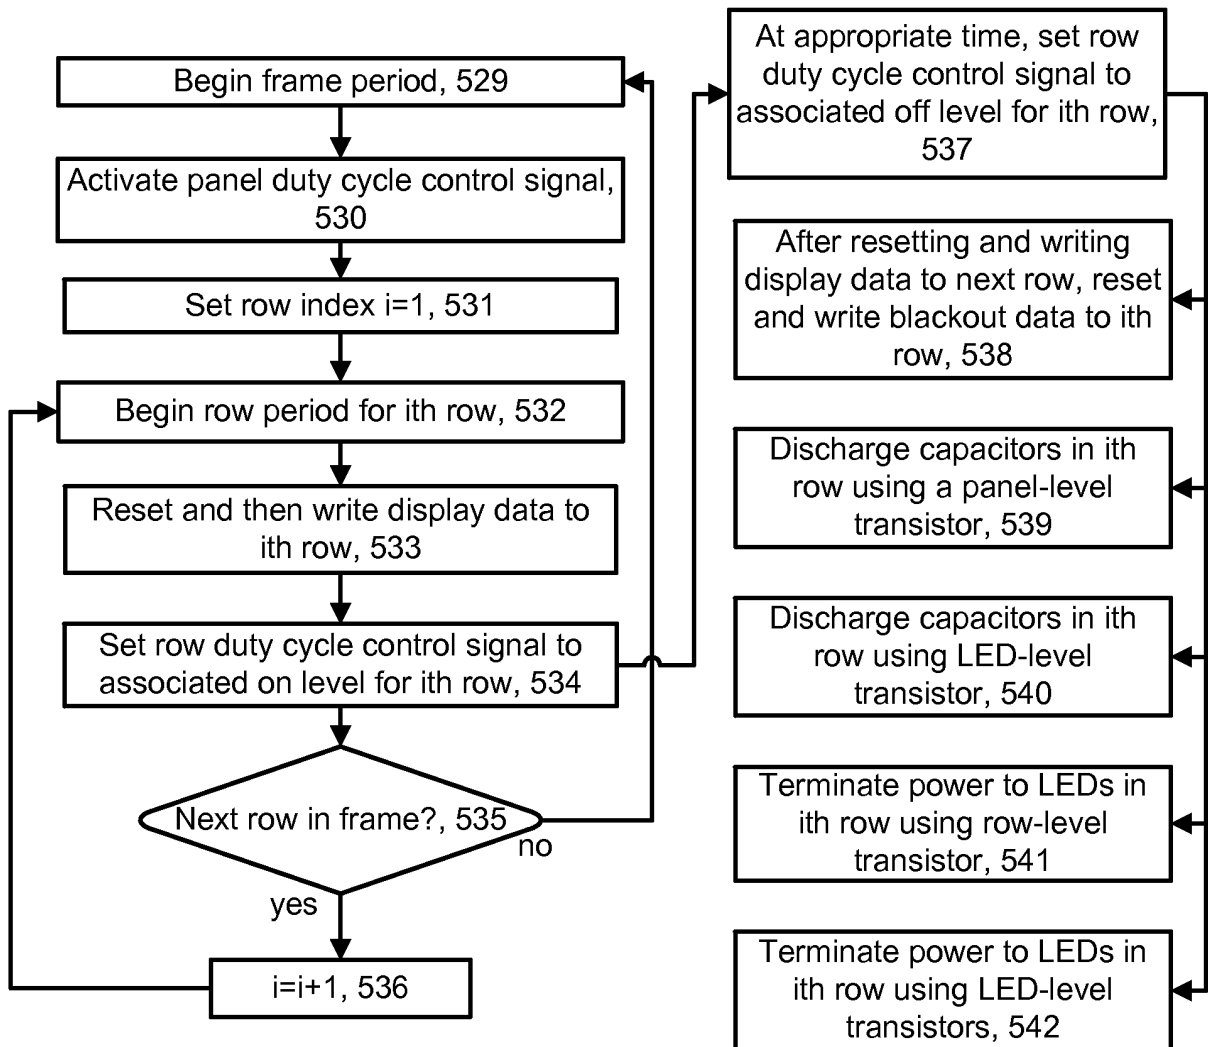 Begin frame period, 529
Activate panel duty cycle control signal,
530
Set row index i=1, 531
Begin row period for ith row, 532
Reset and then write display data to
ith row, 533
Set row duty cycle control signal to
associated on level for ith row, 534
Next row in frame?, 535
no
yes
i=i+1, 536
At appropriate time, set row
duty cycle control signal to
associated off level for ith row,
537
After resetting and writing
display data to next row, reset
and write blackout data to ith
row, 538
Discharge capacitors in ith
row using a panel-level
transistor, 539
Discharge capacitors in ith
row using LED-level
transistor, 540
Terminate power to LEDs in
ith row using row-level
transistor, 541
Terminate power to LEDs in
ith row using LED-level
transistors, 542